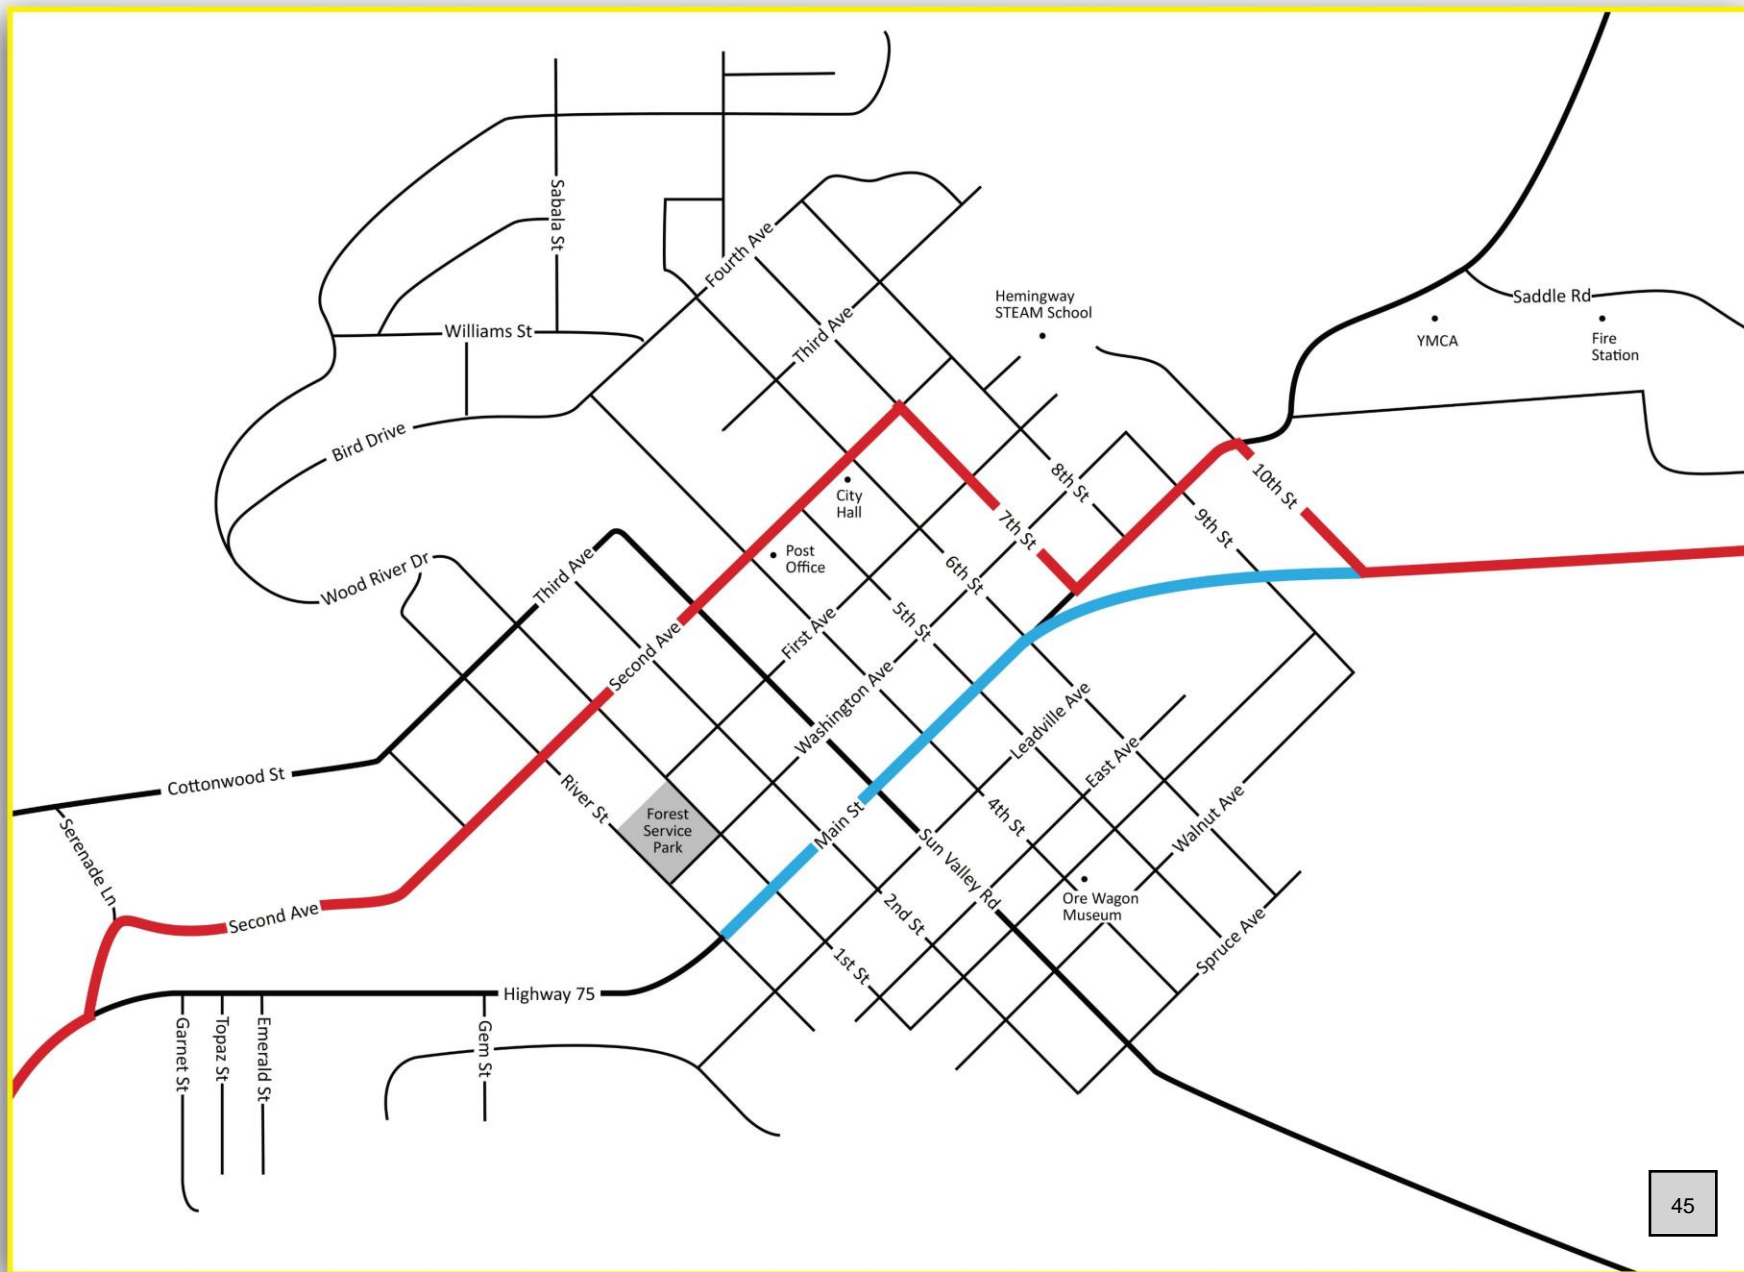 Sabala St
Fourth Ave
Hemingway
STEAM School
Saddle Rd
Williams St
Third Ave
YMCA
Fire
Station
Bird Drive
8th St
10th St
City
Hall
9th St
7th St
Post
Office
Wood River Dr
Third Ave
6th St
5th St
First Ave
Second Ave
Washington Ave
Leadville Ave
East Ave
Cottonwood St
River St
Forest
Service
Park
Main St
4th St
Walnut Ave
Serenade Ln
Sun Valley Rd
Ore Wagon
Museum
Second Ave
2nd St
Spruce Ave
1st St
Highway 75
Garnet St
Topaz St
Emerald St
Gem St
45